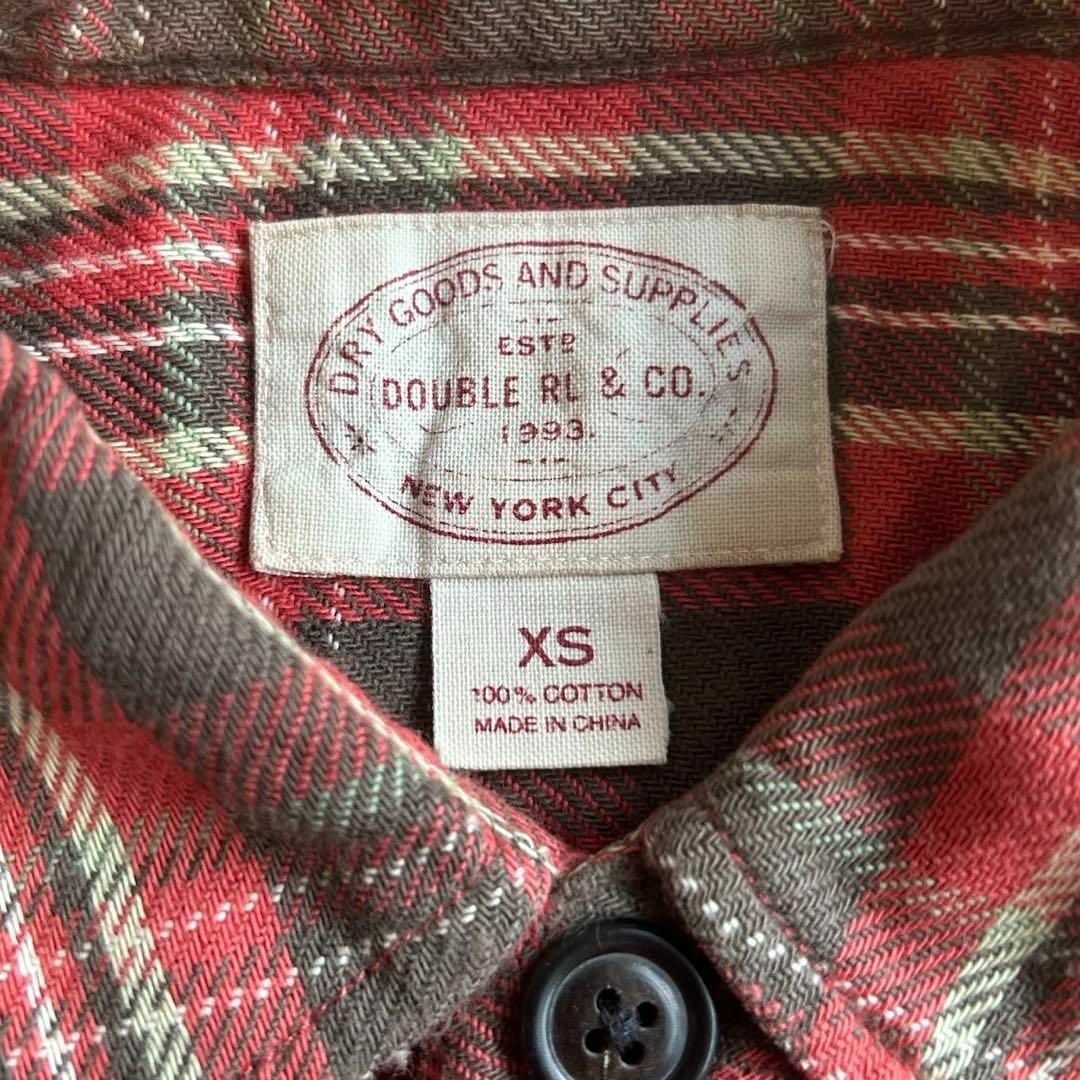 DRY GOODS AND SUPPLIES
ESTD
DOUBLE RL & CO.
1993.
NEW YORK CITY
XS
100% COTTON
MADE IN CHINA